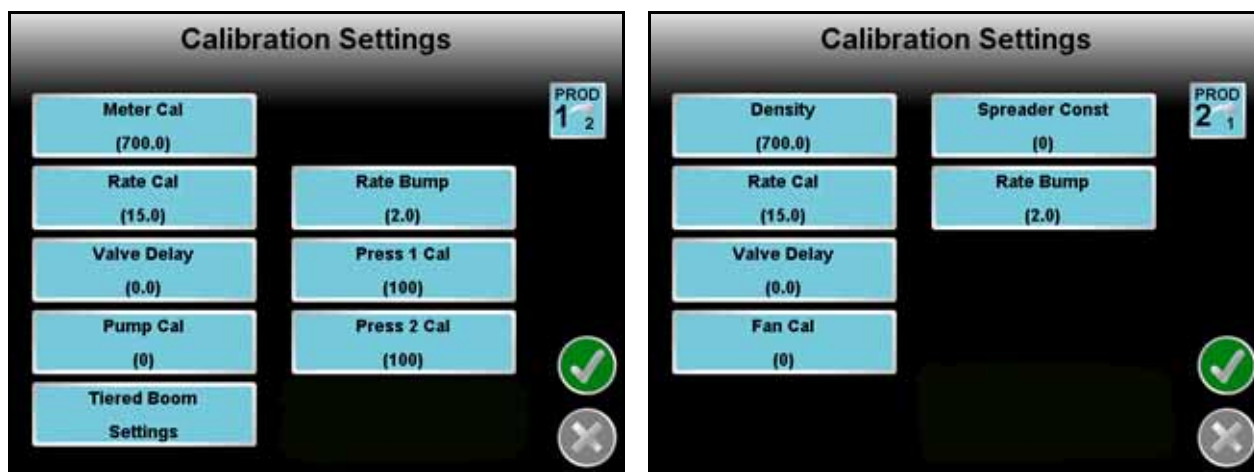 Calibration Settings
PROD
1 2
Meter Cal
(700.0)
Rate Cal
(15.0)
Rate Bump
(2.0)
Valve Delay
(0.0)
Press 1 Cal
(100)
Pump Cal
(0)
Press 2 Cal
(100)
Tiered Boom
Settings
Calibration Settings
PROD
2 1
Density
(700.0)
Spreader Const
(0)
Rate Cal
(15.0)
Rate Bump
(2.0)
Valve Delay
(0.0)
Fan Cal
(0)